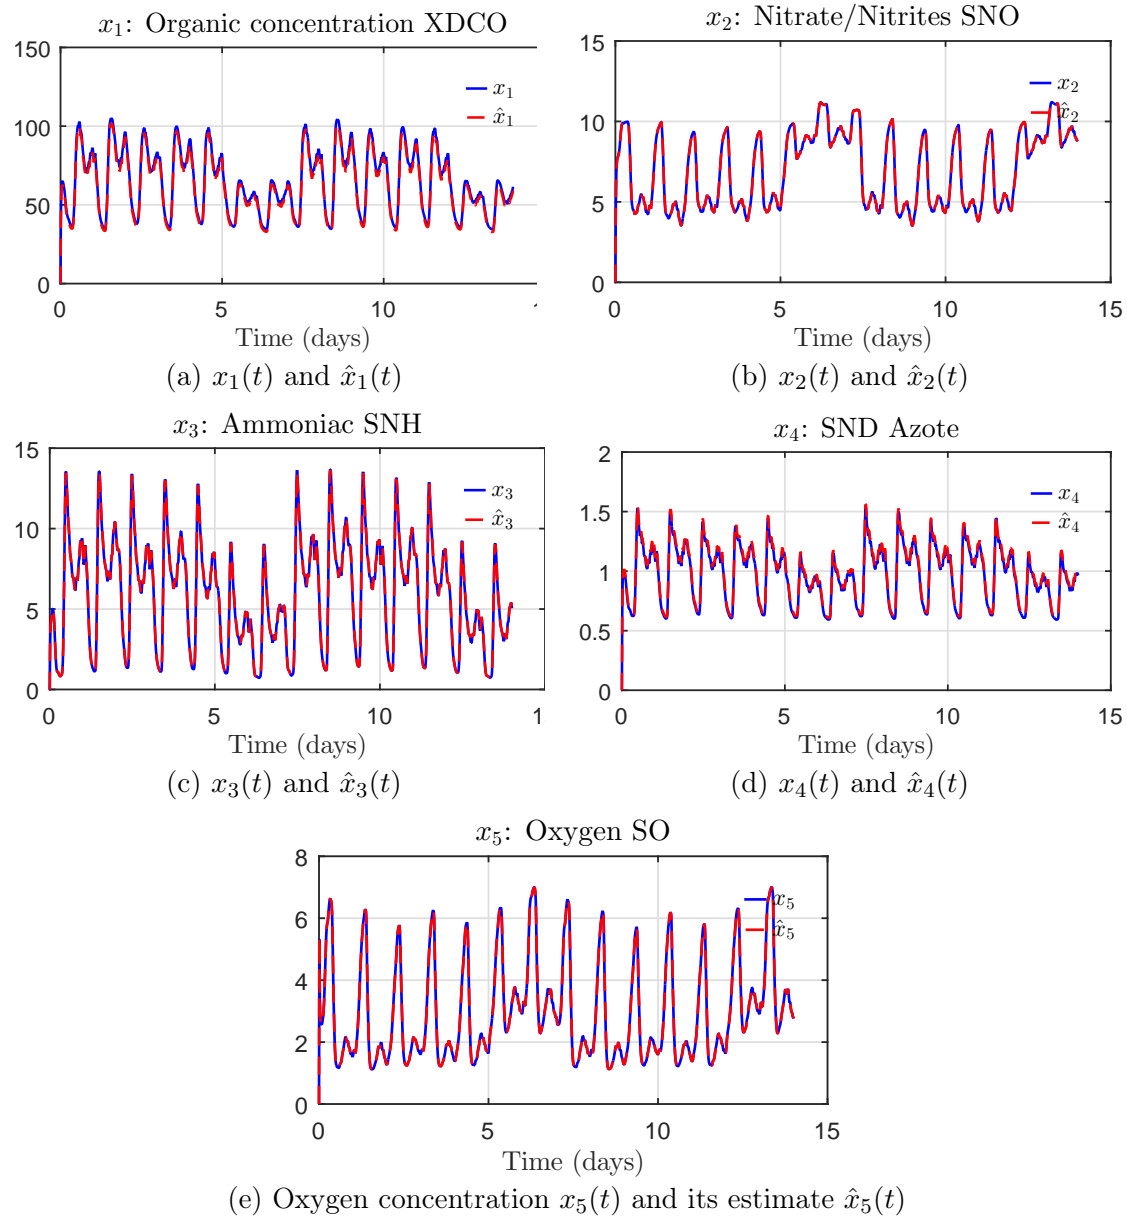 x₁: Organic concentration XDCO
150
100
50
0
x₁
x̂₁
0 5 10 1
Time (days)
(a) x₁(t) and x̂₁(t)
x₂: Nitrate/Nitrites SNO
15
10
5
0
x₂
x̂₂
0 5 10 15
Time (days)
(b) x₂(t) and x̂₂(t)
x₃: Ammoniac SNH
15
10
5
0
x₃
x̂₃
0 5 10 1
Time (days)
(c) x₃(t) and x̂₃(t)
x₄: SND Azote
2
1.5
1
0.5
0
x₄
x̂₄
0 5 10 15
Time (days)
(d) x₄(t) and x̂₄(t)
x₅: Oxygen SO
8
6
4
2
0
x₅
x̂₅
0 5 10 15
Time (days)
(e) Oxygen concentration x₅(t) and its estimate x̂₅(t)